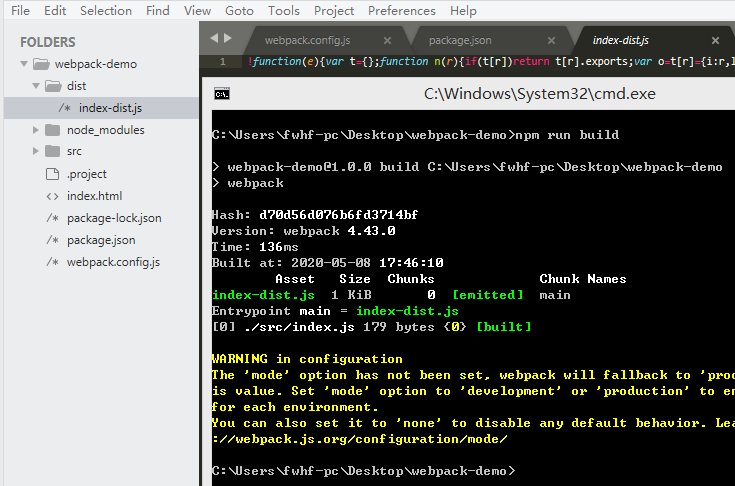 File Edit Selection Find View Goto Tools Project Preferences Help
FOLDERS
webpack-demo
dist
/* index-dist.js
node_modules
src
.project
<> index.html
/* package-lock.json
/* package.json
/* webpack.config.js
webpack.config.js × package.json × index-dist.js ×
1 !function(e){var t={};function n(r){if(t[r])return t[r].exports;var o=t[r]={i:r,l
C:\Windows\System32\cmd.exe
C:\Users\fwhf-pc\Desktop\webpack-demo>npm run build
> webpack-demo@1.0.0 build C:\Users\fwhf-pc\Desktop\webpack-demo
> webpack
Hash: d70d56d076b6fd3714bf
Version: webpack 4.43.0
Time: 136ms
Built at: 2020-05-08 17:46:10
Asset Size Chunks Chunk Names
index-dist.js 1 KiB 0 [emitted] main
Entrypoint main = index-dist.js
[0] ./src/index.js 179 bytes {0} [built]
WARNING in configuration
The 'mode' option has not been set, webpack will fallback to 'proc
is value. Set 'mode' option to 'development' or 'production' to en
for each environment.
You can also set it to 'none' to disable any default behavior. Lea
://webpack.js.org/configuration/mode/
C:\Users\fwhf-pc\Desktop\webpack-demo>